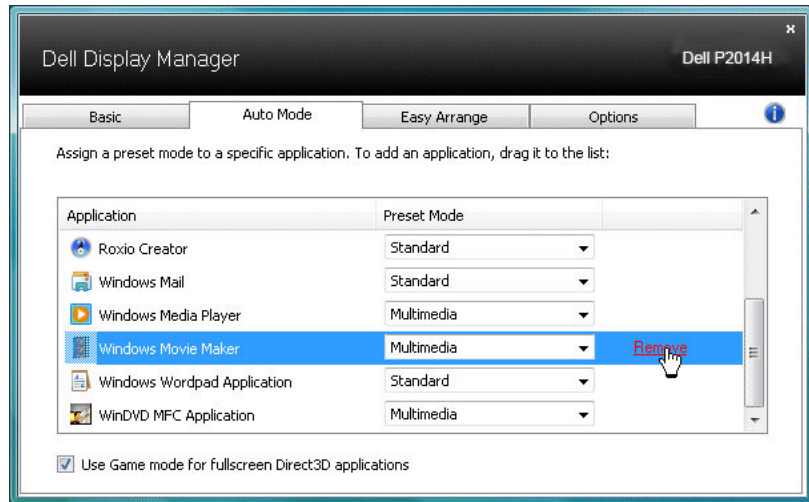 x
Dell Display Manager
Dell P2014H
Basic Auto Mode Easy Arrange Options i
Assign a preset mode to a specific application. To add an application, drag it to the list:
Application Preset Mode
Roxio Creator Standard
Windows Mail Standard
Windows Media Player Multimedia
Windows Movie Maker Multimedia Remove
Windows Wordpad Application Standard
WinDVD MFC Application Multimedia
Use Game mode for fullscreen Direct3D applications